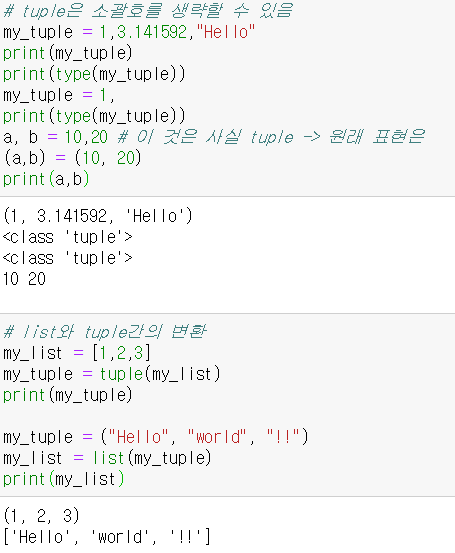 # tuple은 소괄호를 생략할 수 있음
my_tuple = 1,3.141592,"Hello"
print(my_tuple)
print(type(my_tuple))
my_tuple = 1,
print(type(my_tuple))
a, b = 10,20 # 이 것은 사실 tuple -> 원래 표현은
(a,b) = (10, 20)
print(a,b)
(1, 3.141592, 'Hello')
<class 'tuple'>
<class 'tuple'>
10 20
# list와 tuple간의 변환
my_list = [1,2,3]
my_tuple = tuple(my_list)
print(my_tuple)
my_tuple = ("Hello", "world", "!!")
my_list = list(my_tuple)
print(my_list)
(1, 2, 3)
['Hello', 'world', '!!']